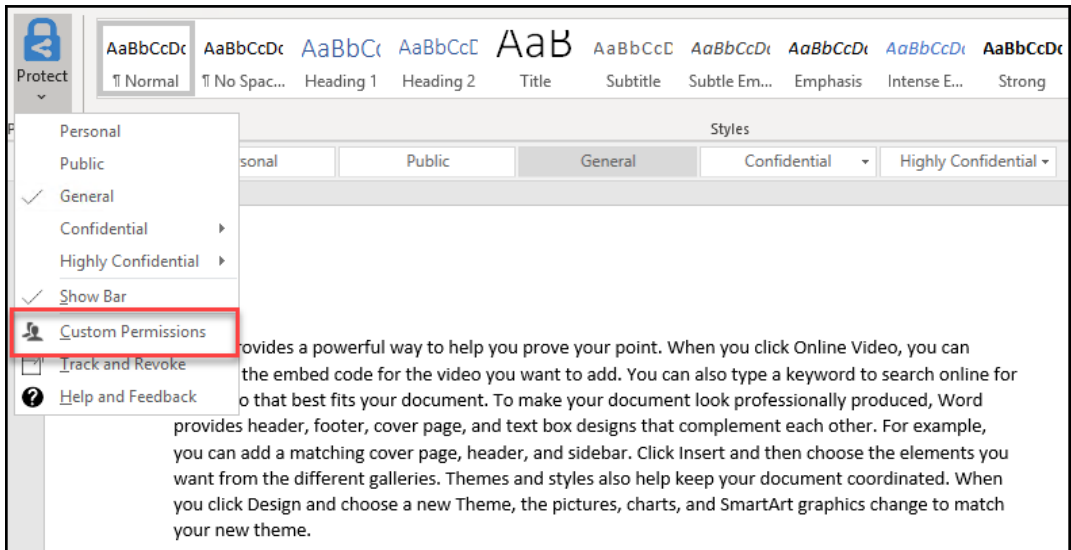 AaBbCcDc AaBbCcDc AaBbCc AaBbCcD AaB AaBbCcD AaBbCcDc AaBbCcDc AaBbCcDc AaBbCcDc
Protect
¶ Normal ¶ No Spac... Heading 1 Heading 2 Title Subtitle Subtle Em... Emphasis Intense E... Strong
Styles
sonal Public General Confidential Highly Confidential
Personal
Public
General
Confidential
Highly Confidential
Show Bar
Custom Permissions
Track and Revoke
Help and Feedback
ovides a powerful way to help you prove your point. When you click Online Video, you can
the embed code for the video you want to add. You can also type a keyword to search online for
o that best fits your document. To make your document look professionally produced, Word
provides header, footer, cover page, and text box designs that complement each other. For example,
you can add a matching cover page, header, and sidebar. Click Insert and then choose the elements you
want from the different galleries. Themes and styles also help keep your document coordinated. When
you click Design and choose a new Theme, the pictures, charts, and SmartArt graphics change to match
your new theme.